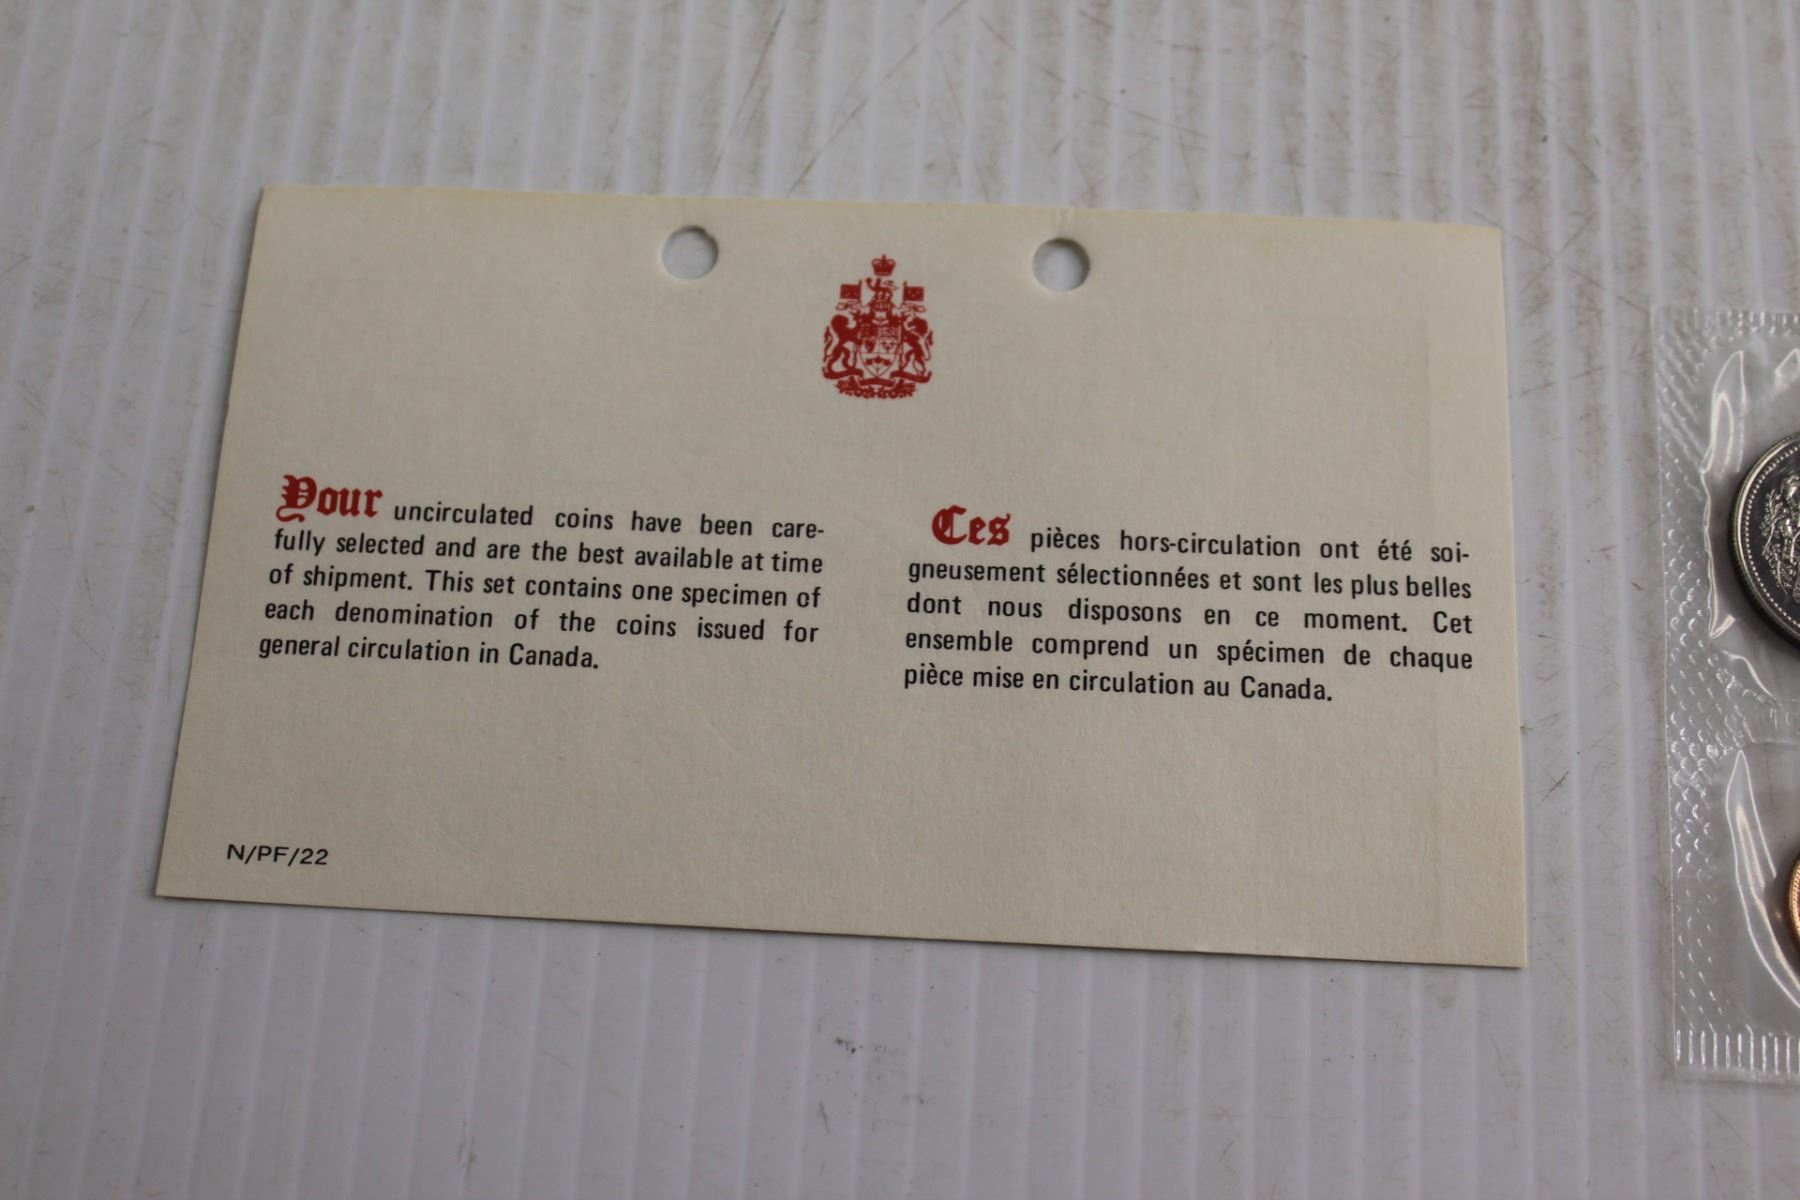 Your uncirculated coins have been care-
fully selected and are the best available at time
of shipment. This set contains one specimen of
each denomination of the coins issued for
general circulation in Canada.
Ces pièces hors-circulation ont été soi-
gneusement sélectionnées et sont les plus belles
dont nous disposons en ce moment. Cet
ensemble comprend un spécimen de chaque
pièce mise en circulation au Canada.
N/PF/22